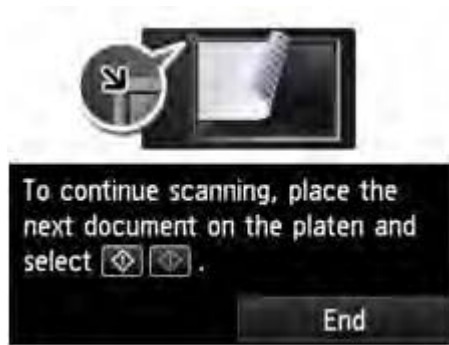 To continue scanning, place the
next document on the platen and
select .
End